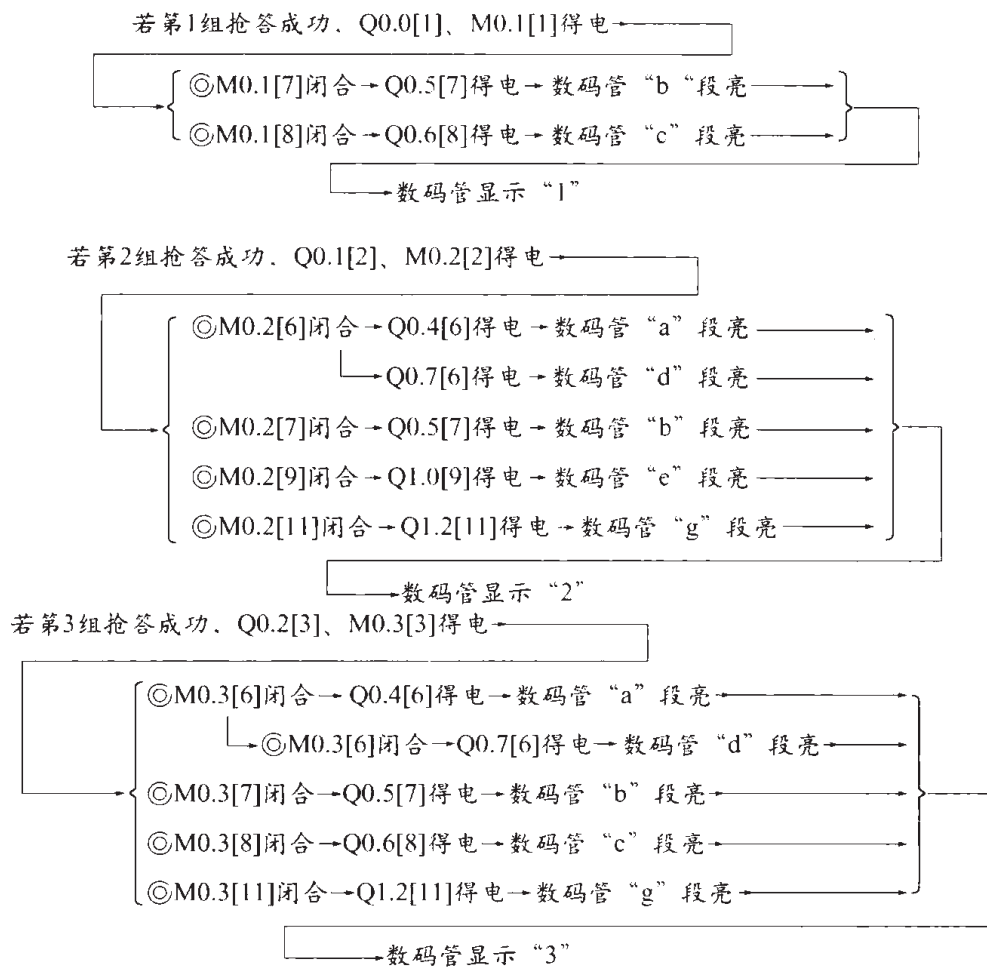 若第1组抢答成功、Q0.0[1]、M0.1[1]得电
◎M0.1[7]闭合→Q0.5[7]得电→数码管“b“段亮
◎M0.1[8]闭合→Q0.6[8]得电→数码管“c”段亮
数码管显示“1”
若第2组抢答成功、Q0.1[2]、M0.2[2]得电
◎M0.2[6]闭合→Q0.4[6]得电→数码管“a”段亮
Q0.7[6]得电→数码管“d”段亮
◎M0.2[7]闭合→Q0.5[7]得电→数码管“b”段亮
◎M0.2[9]闭合→Q1.0[9]得电→数码管“e”段亮
◎M0.2[11]闭合→Q1.2[11]得电→数码管“g”段亮
数码管显示“2”
若第3组抢答成功、Q0.2[3]、M0.3[3]得电
◎M0.3[6]闭合→Q0.4[6]得电→数码管“a”段亮
◎M0.3[6]闭合→Q0.7[6]得电→数码管“d”段亮
◎M0.3[7]闭合→Q0.5[7]得电→数码管“b”段亮
◎M0.3[8]闭合→Q0.6[8]得电→数码管“c”段亮
◎M0.3[11]闭合→Q1.2[11]得电→数码管“g”段亮
数码管显示“3”